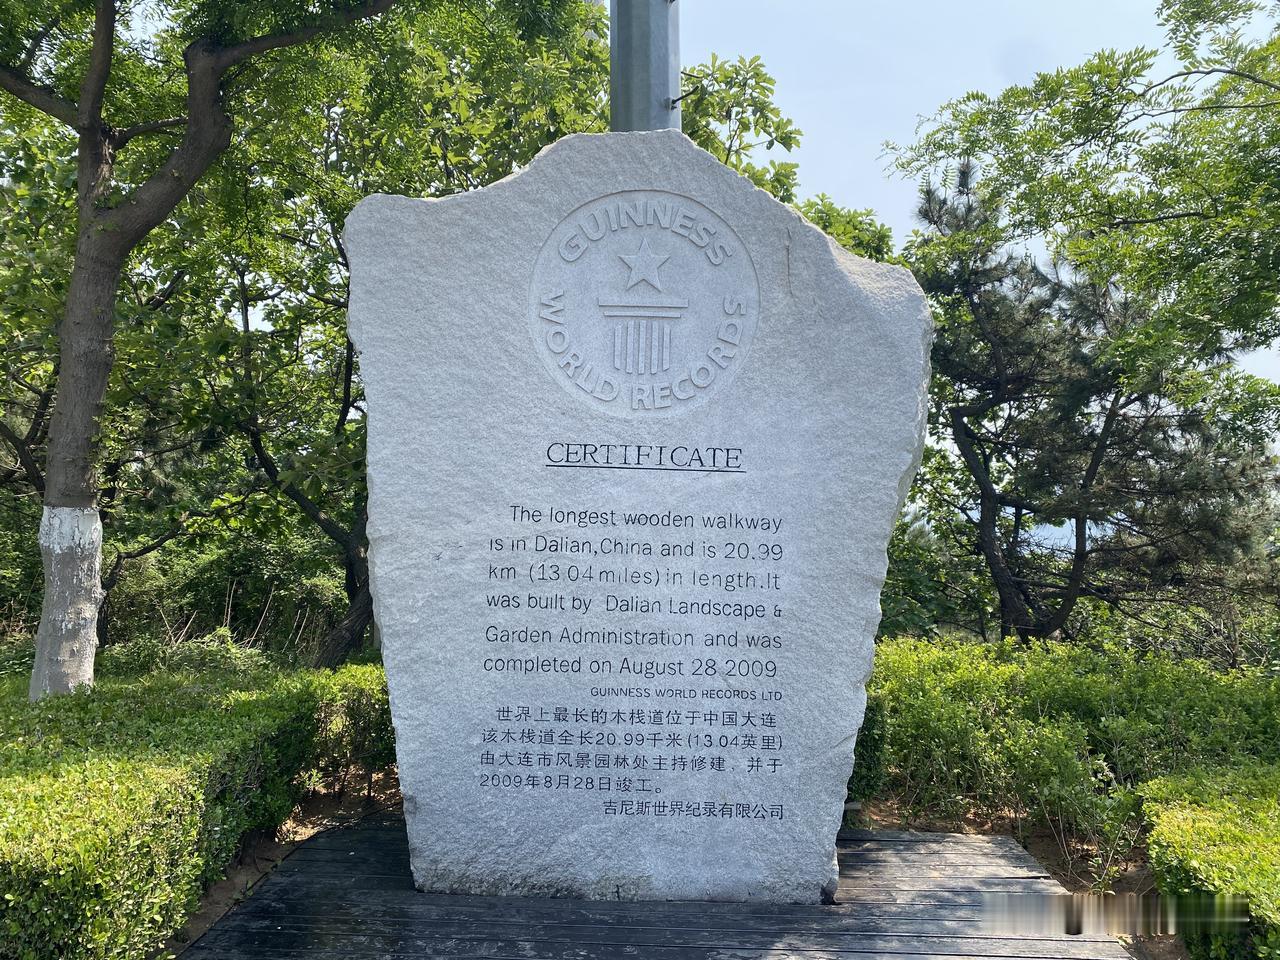 GUINNESS
WORLD RECORDS
CERTIFICATE
The longest wooden walkway
is in Dalian,China and is 20.99
km (13.04 miles) in length.It
was built by Dalian Landscape &
Garden Administration and was
completed on August 28 2009
GUINNESS WORLD RECORDS LTD
世界上最长的木栈道位于中国大连
该木栈道全长20.99千米(13.04英里)
由大连市风景园林处主持修建，并于
2009年8月28日竣工。
吉尼斯世界纪录有限公司